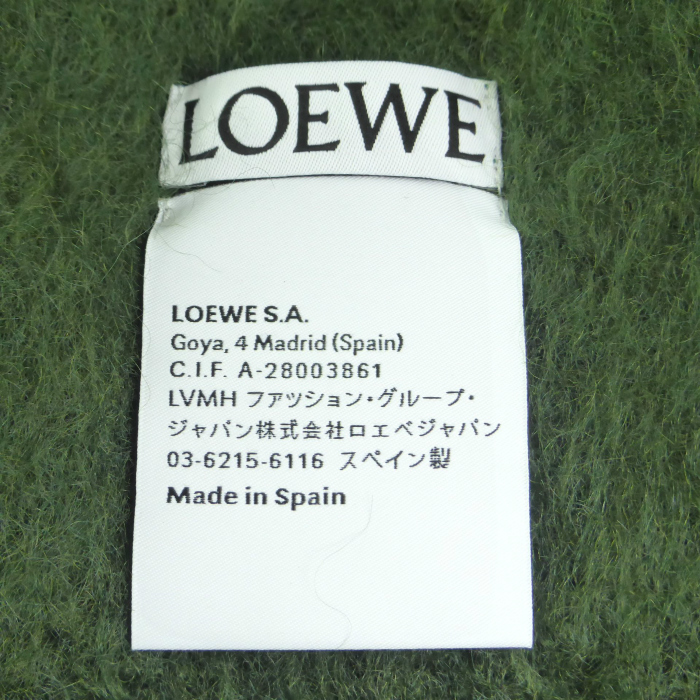 LOEWE
LOEWE S.A.
Goya, 4 Madrid (Spain)
C.I.F. A-28003861
LVMH ファッション・グループ・
ジャパン株式会社ロエベジャパン
03-6215-6116 スペイン製
Made in Spain